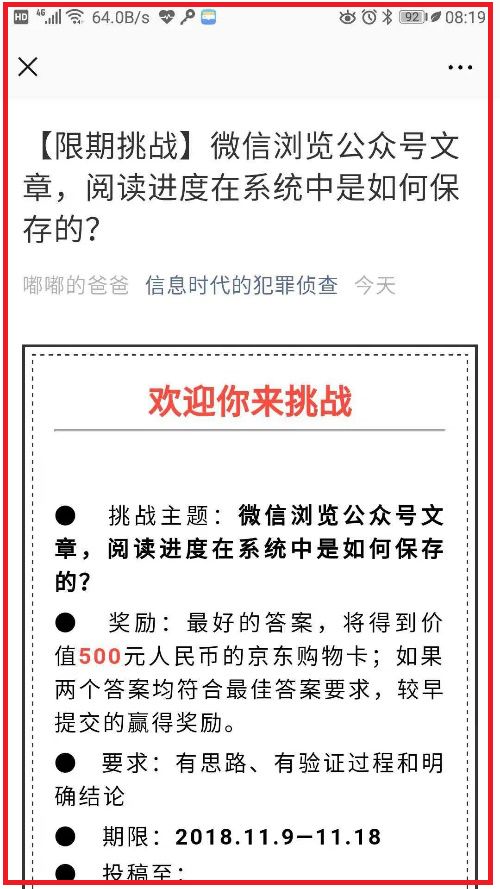 HD 4G 64.0B/s 92 08:19
【限期挑战】微信浏览公众号文
章，阅读进度在系统中是如何保
存的？
嘟嘟的爸爸 信息时代的犯罪侦查 今天
欢迎你来挑战
● 挑战主题：微信浏览公众号文
章，阅读进度在系统中是如何保存
的？
● 奖励：最好的答案，将得到价
值500元人民币的京东购物卡；如果
两个答案均符合最佳答案要求，较早
提交的赢得奖励。
● 要求：有思路、有验证过程和明
确结论
● 期限：2018.11.9—11.18
● 投稿至：